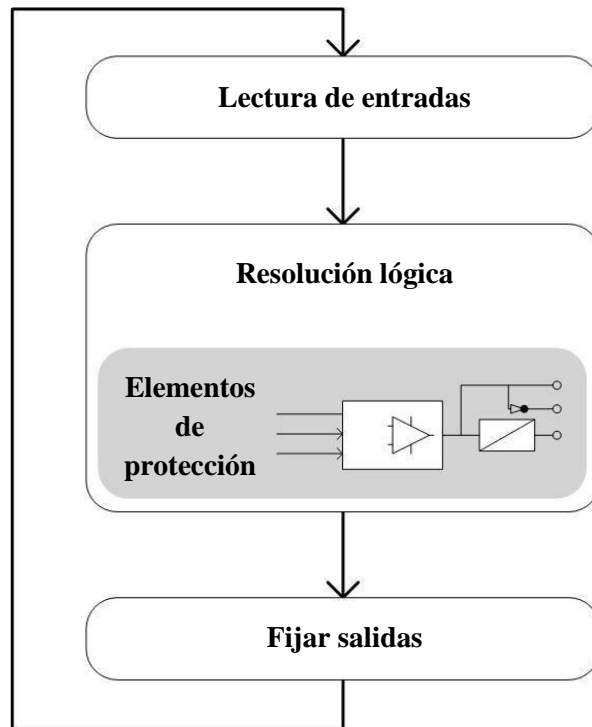 Lectura de entradas
Resolución lógica
Elementos
de
protección
Fijar salidas